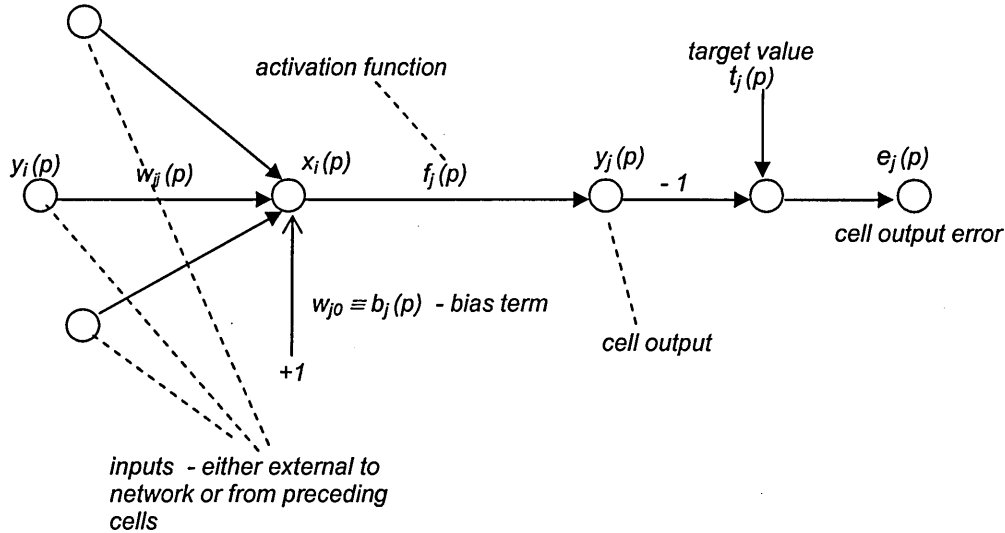 activation function
target value
t_j (p)
y_i (p)
w_ij (p)
x_i (p)
f_j (p)
y_j (p)
- 1
e_j (p)
cell output error
w_j0 ≡ b_j (p) - bias term
cell output
+1
inputs - either external to
network or from preceding
cells